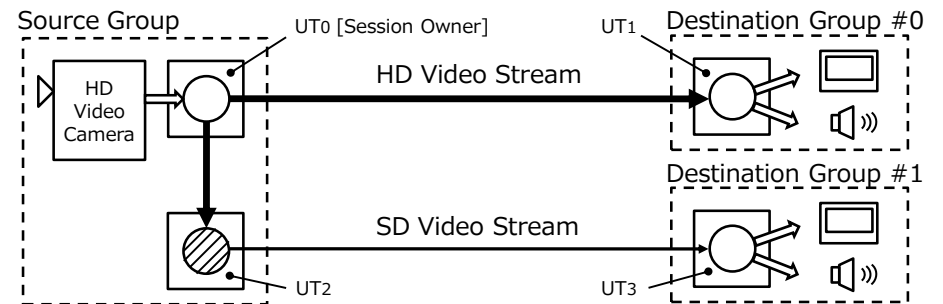 Source Group
UT0 [Session Owner]
UT1
Destination Group #0
HD
Video
Camera
HD Video Stream
Destination Group #1
SD Video Stream
UT2
UT3